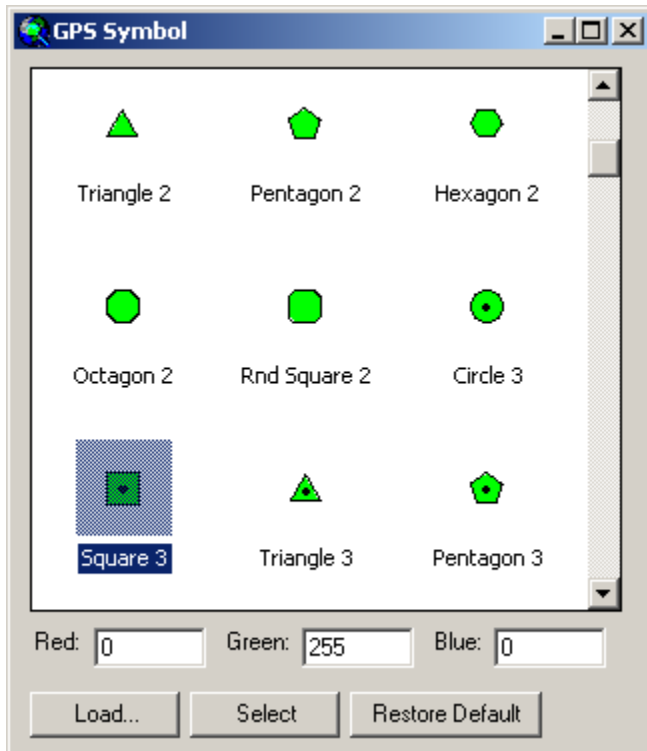 GPS Symbol
Triangle 2 Pentagon 2 Hexagon 2
Octagon 2 Rnd Square 2 Circle 3
Square 3 Triangle 3 Pentagon 3
Red: 0 Green: 255 Blue: 0
Load... Select Restore Default